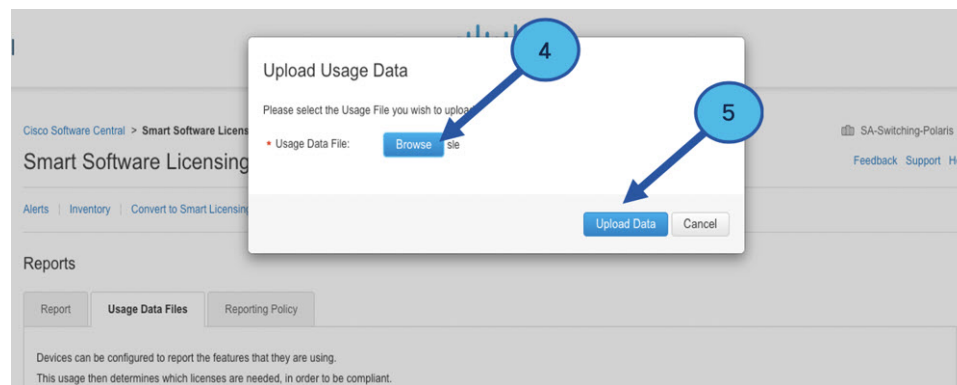 4
Upload Usage Data
Please select the Usage File you wish to upload
5
Cisco Software Central > Smart Software Licens
SA-Switching-Polaris
• Usage Data File: Browse sle
Smart Software Licensing
Feedback Support
Alerts | Inventory | Convert to Smart Licensing
Upload Data Cancel
Reports
Report Usage Data Files Reporting Policy
Devices can be configured to report the features that they are using.
This usage then determines which licenses are needed, in order to be compliant.